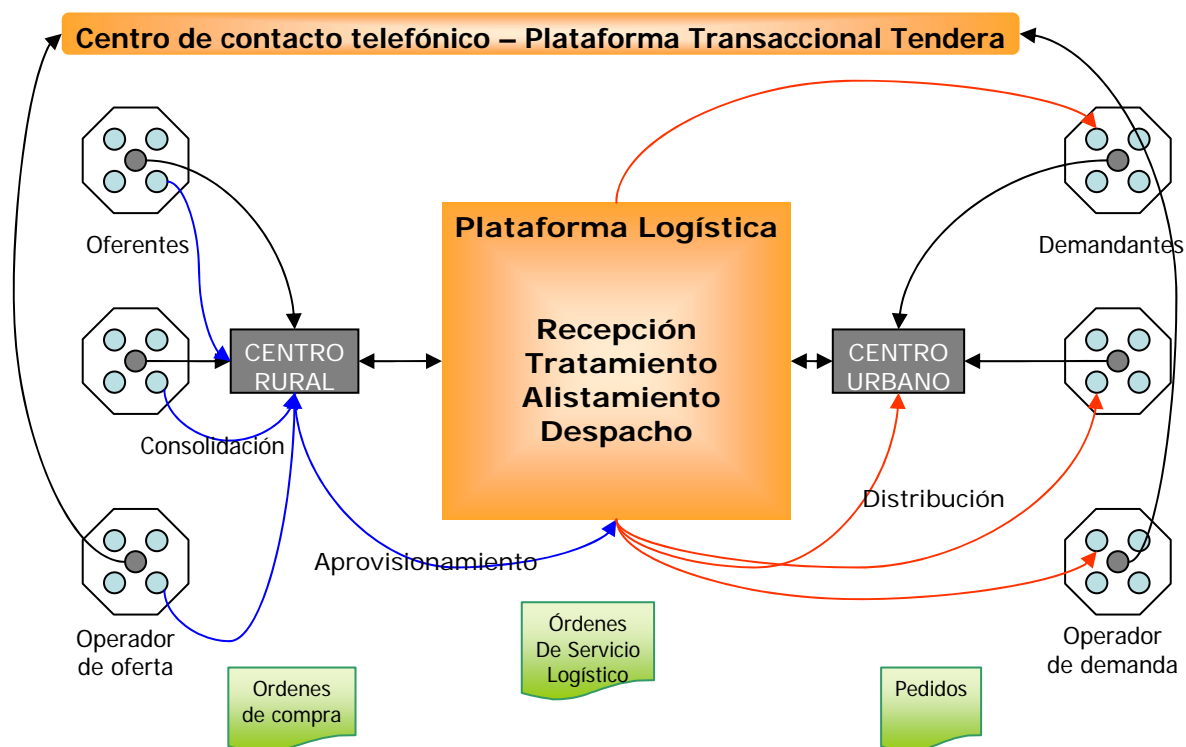 Centro de contacto telefónico – Plataforma Transaccional Tendera
Oferentes
Plataforma Logística
Demandantes
Recepción
Tratamiento
Alistamiento
Despacho
CENTRO
RURAL
CENTRO
URBANO
Consolidación
Distribución
Aprovisionamiento
Operador
de oferta
Órdenes
De Servicio
Logístico
Operador
de demanda
Ordenes
de compra
Pedidos